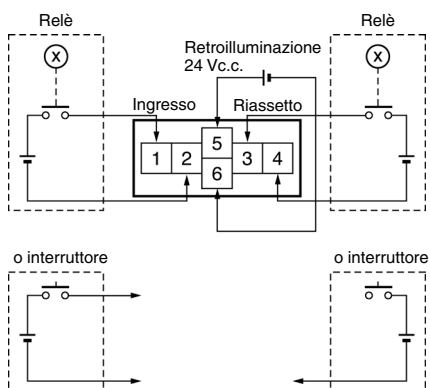 Relè
Relè
X
X
Retroilluminazione
24 Vc.c.
Ingresso
Riassetto
5
1 2 3 4
6
o interruttore
o interruttore